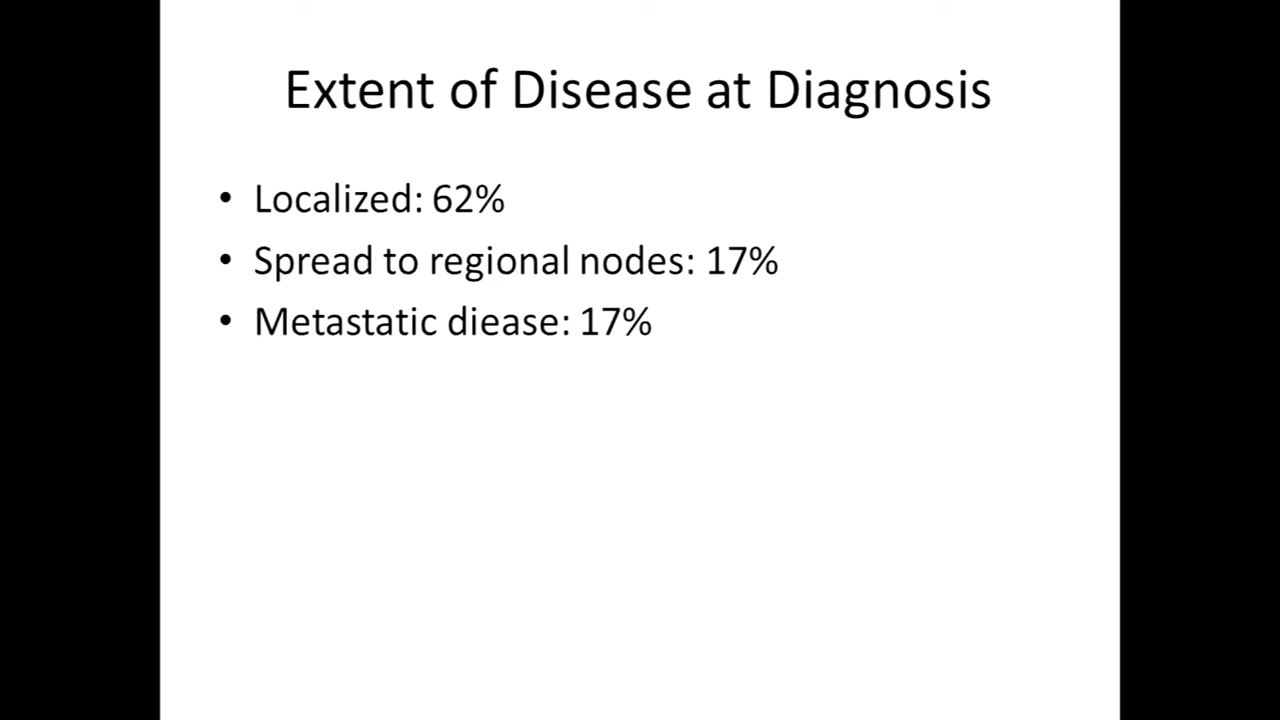 Extent of Disease at Diagnosis
• Localized: 62%
• Spread to regional nodes: 17%
• Metastatic diease: 17%